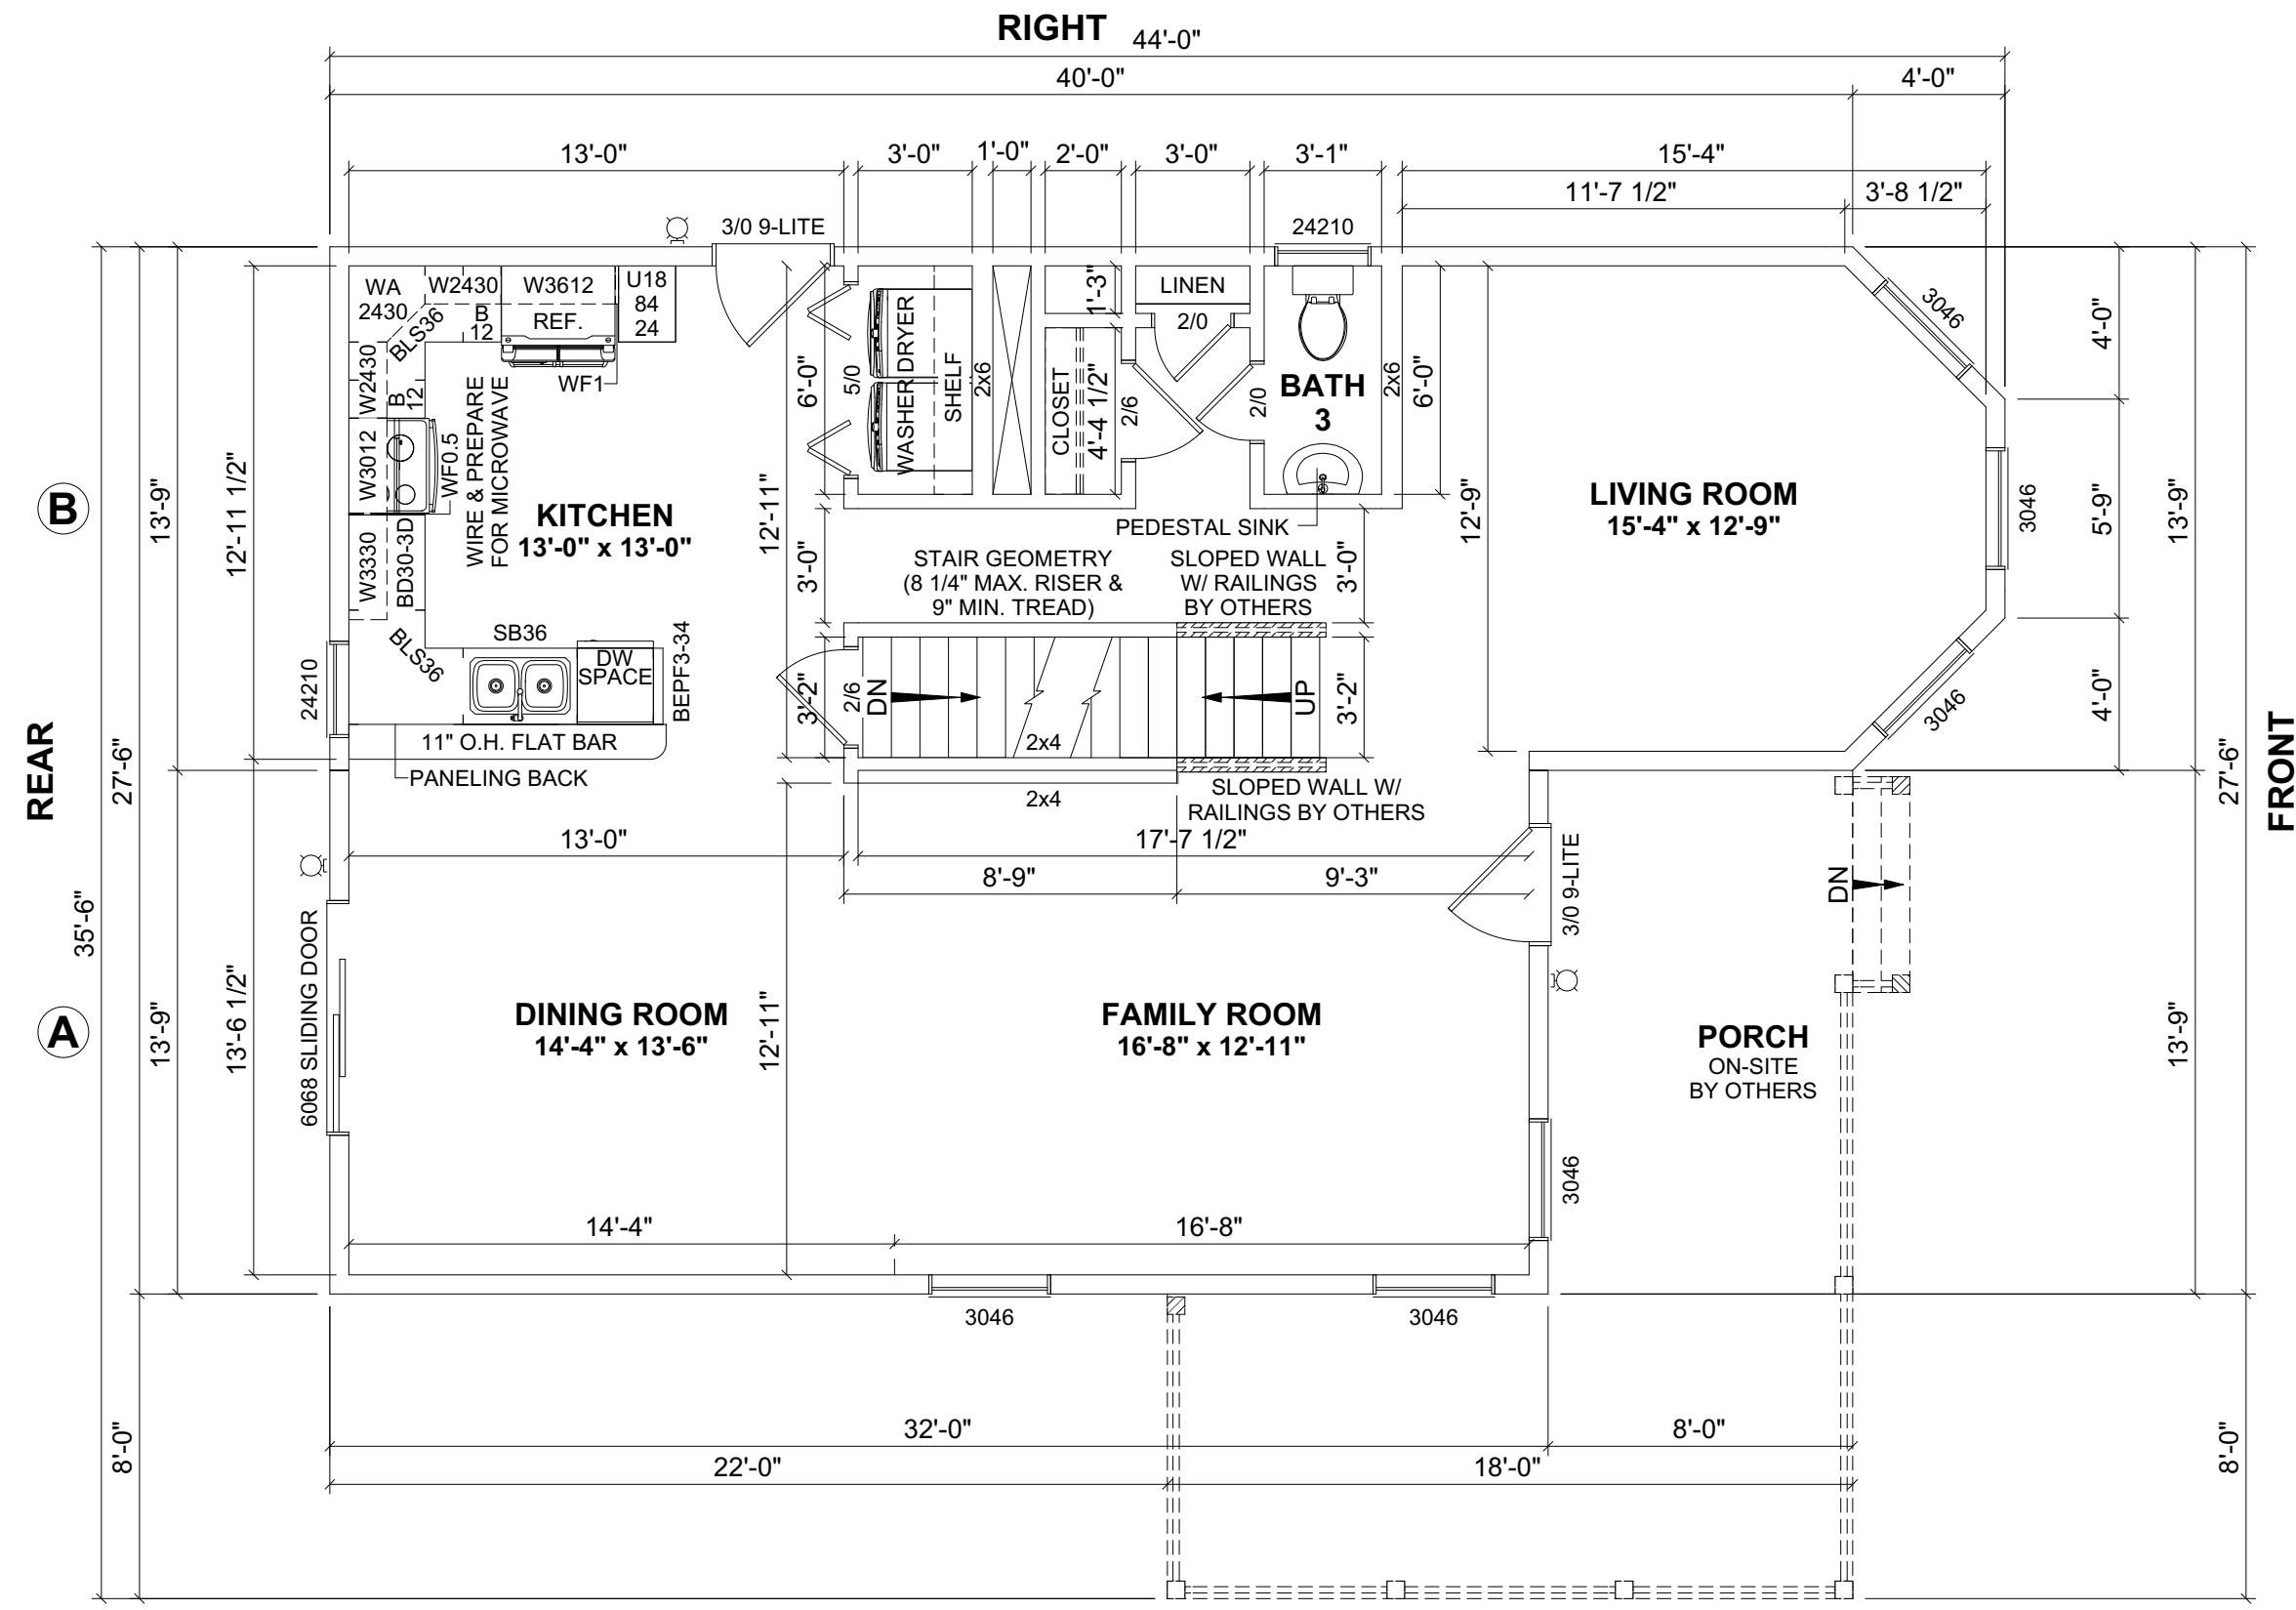 RIGHT
44'-0"
40'-0"
4'-0"
13'-0"
3'-0"
1'-0"
2'-0"
3'-0"
3'-1"
15'-4"
11'-7 1/2"
3'-8 1/2"
3/0 9-LITE
24210
WA
2430
W2430
W3612
U18
84
24
REF.
B
12
BLS36
WF1
W2430
B
12
W3012
WF0.5
WIRE & PREPARE
FOR MICROWAVE
W3330
BD30-3D
KITCHEN
13'-0" x 13'-0"
BLS36
SB36
DW
SPACE
BEPF3-34
11" O.H. FLAT BAR
PANELING BACK
24210
12'-11"
6'-0"
5/0
WASHER
DRYER
SHELF
2x6
CLOSET
1'-3"
4'-4 1/2"
2/6
LINEN
2/0
2/0
BATH
3
2x6
6'-0"
PEDESTAL SINK
12'-9"
LIVING ROOM
15'-4" x 12'-9"
3046
3046
3046
4'-0"
5'-9"
4'-0"
13'-9"
27'-6"
FRONT
3'-0"
STAIR GEOMETRY
(8 1/4" MAX. RISER &
9" MIN. TREAD)
SLOPED WALL
W/ RAILINGS
BY OTHERS
3'-0"
3'-2"
2/6
DN
2x4
UP
3'-2"
2x4
SLOPED WALL W/
RAILINGS BY OTHERS
B
13'-9"
12'-11 1/2"
REAR
27'-6"
35'-6"
A
13'-9"
13'-6 1/2"
6068 SLIDING DOOR
13'-0"
17'-7 1/2"
8'-9"
9'-3"
3/0 9-LITE
DN
DINING ROOM
14'-4" x 13'-6"
12'-11"
FAMILY ROOM
16'-8" x 12'-11"
PORCH
ON-SITE
BY OTHERS
13'-9"
3046
14'-4"
16'-8"
3046
3046
8'-0"
32'-0"
8'-0"
22'-0"
18'-0"
8'-0"